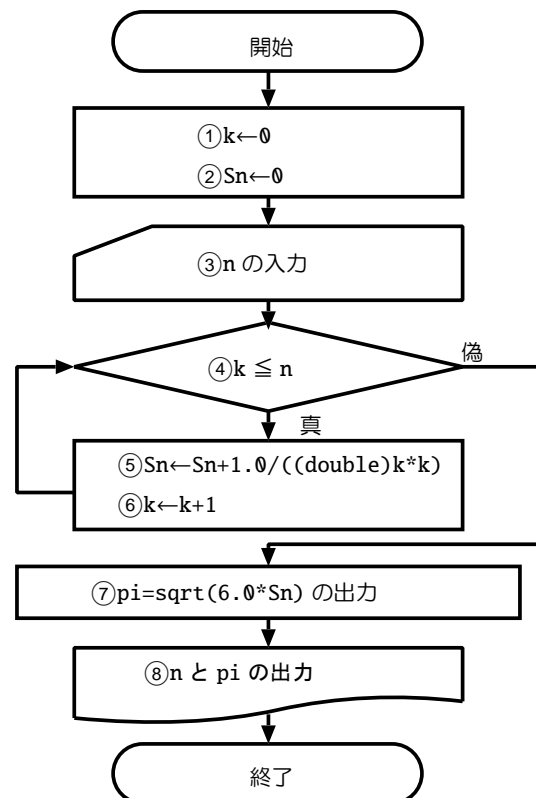 開始
①k←0
②Sn←0
③n の入力
④k ≦ n
偽
真
⑤Sn←Sn+1.0/((double)k*k)
⑥k←k+1
⑦pi=sqrt(6.0*Sn) の出力
⑧n と pi の出力
終了